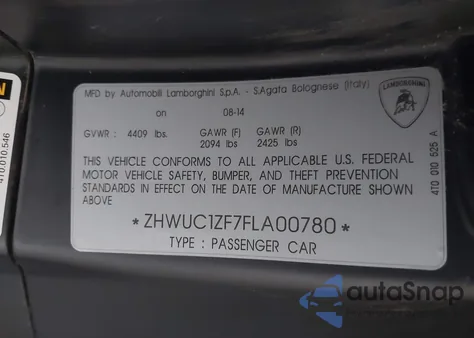 MFD by Automobili Lamborghini S.p.A. - S.Agata Bolognese (Italy)
on 08-14
GVWR : 4409 lbs. GAWR (F) GAWR (R)
2094 lbs 2425 lbs
THIS VEHICLE CONFORMS TO ALL APPLICABLE U.S. FEDERAL
MOTOR VEHICLE SAFETY, BUMPER, AND THEFT PREVENTION
STANDARDS IN EFFECT ON THE DATE OF MANUFACTURE SHOWN
ABOVE
* ZHWUC1ZF7FLA00780 *
TYPE : PASSENGER CAR
LAMBORGHINI
4T0 010 525 A
4T0.010.546
autoSnap